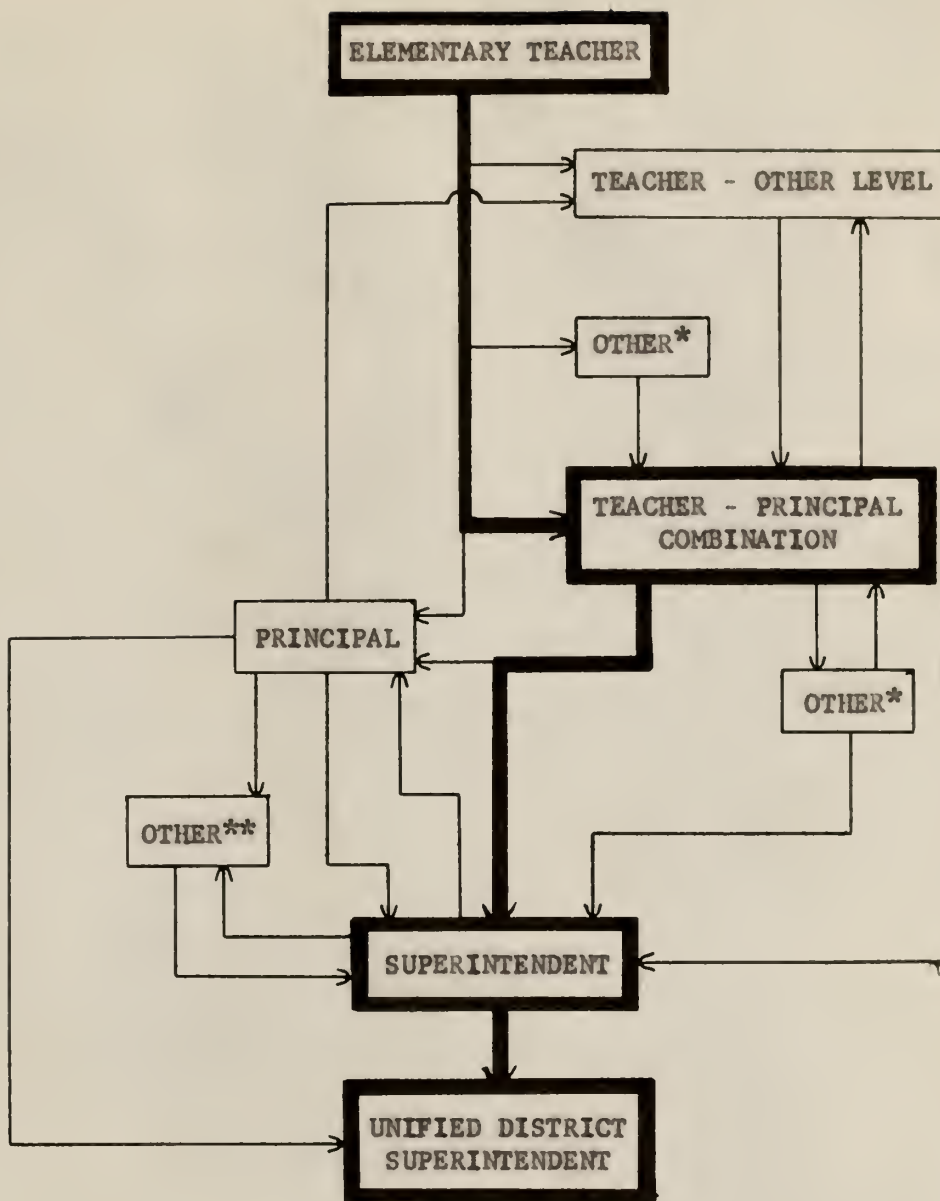 ELEMENTARY TEACHER
TEACHER - OTHER LEVEL
OTHER*
TEACHER - PRINCIPAL
COMBINATION
PRINCIPAL
OTHER*
OTHER**
SUPERINTENDENT
UNIFIED DISTRICT
SUPERINTENDENT